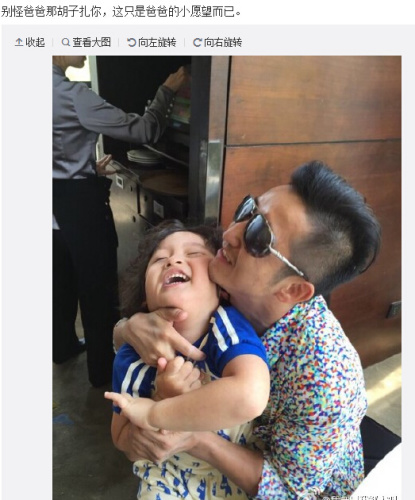 别怪爸爸那胡子扎你，这只是爸爸的小愿望而已。
收起 查看大图 向左旋转 向右旋转